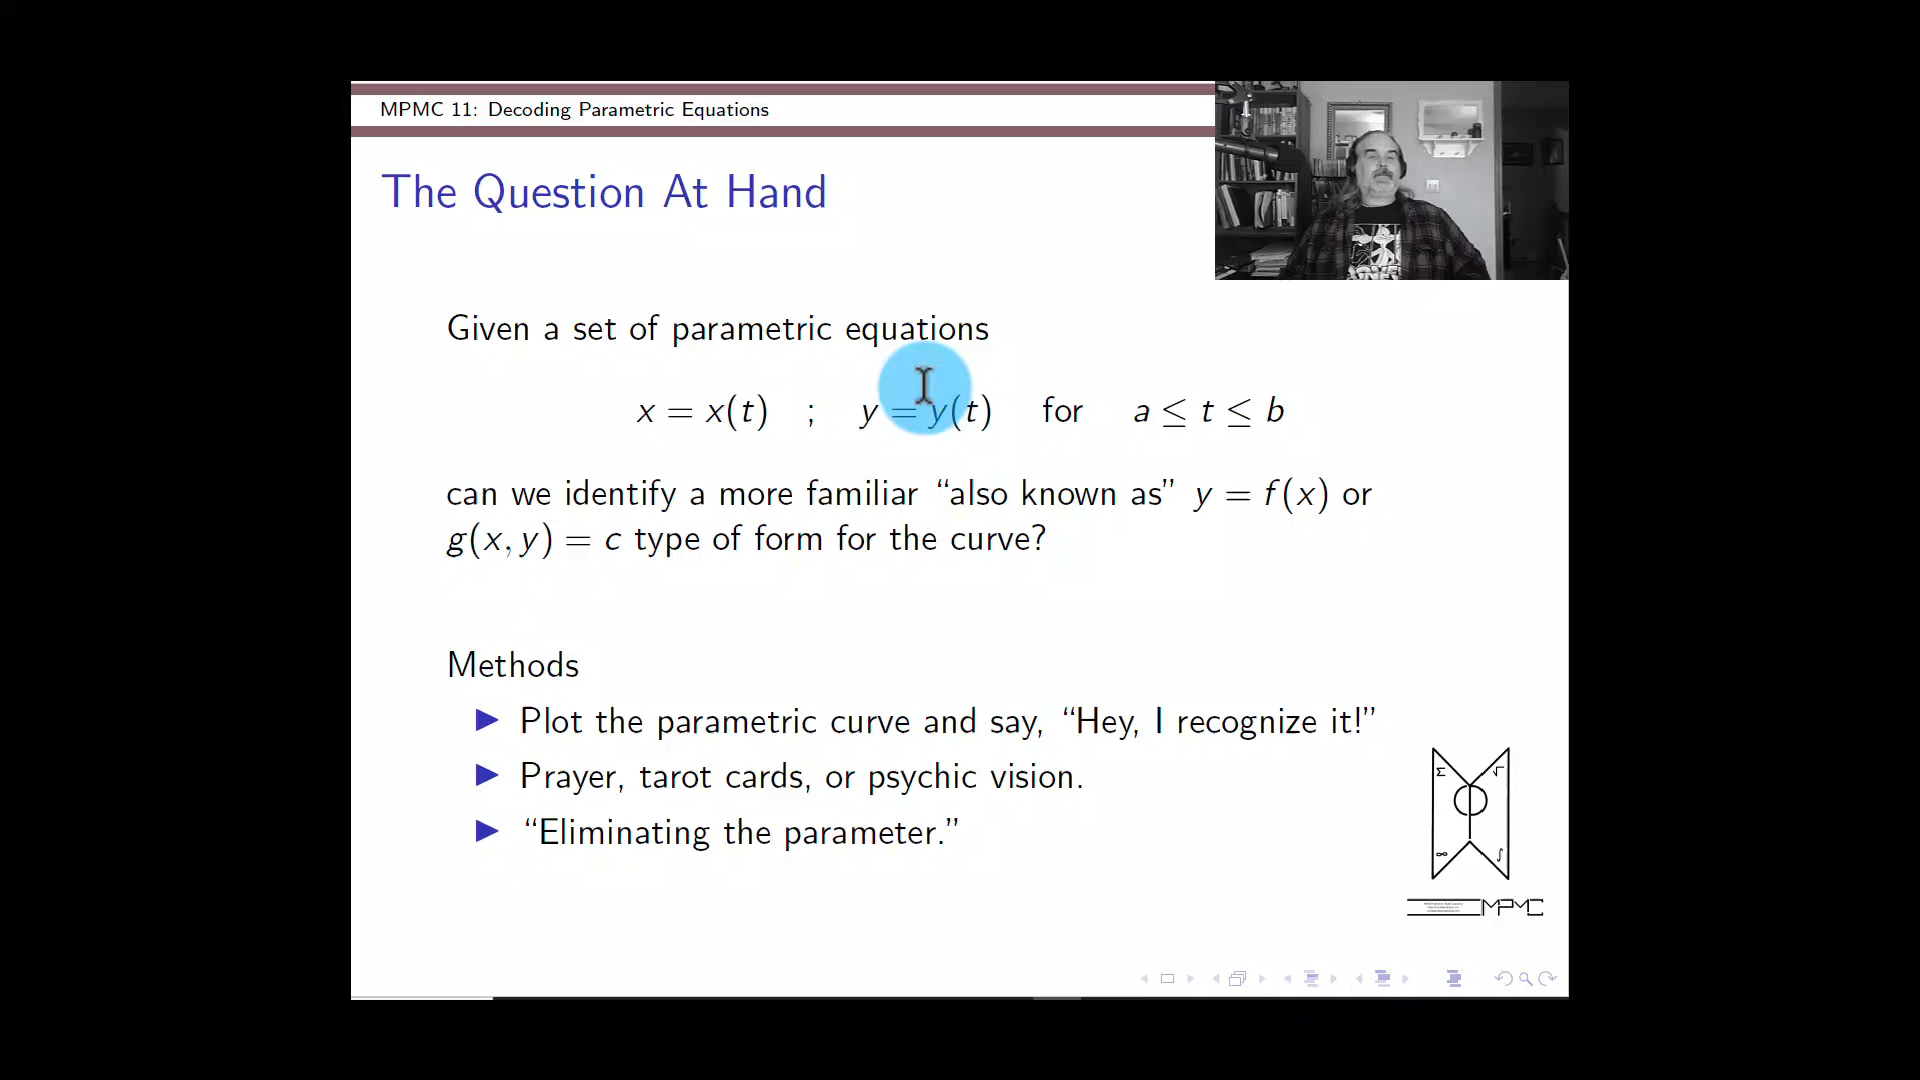 MPMC 11: Decoding Parametric Equations
The Question At Hand
Given a set of parametric equations
x = x(t) ; y = y(t) for a ≤ t ≤ b
can we identify a more familiar “also known as” y = f(x) or
g(x, y) = c type of form for the curve?
Methods
▶ Plot the parametric curve and say, “Hey, I recognize it!”
▶ Prayer, tarot cards, or psychic vision.
▶ “Eliminating the parameter.”
Σ √
∞ ∫
MPMC